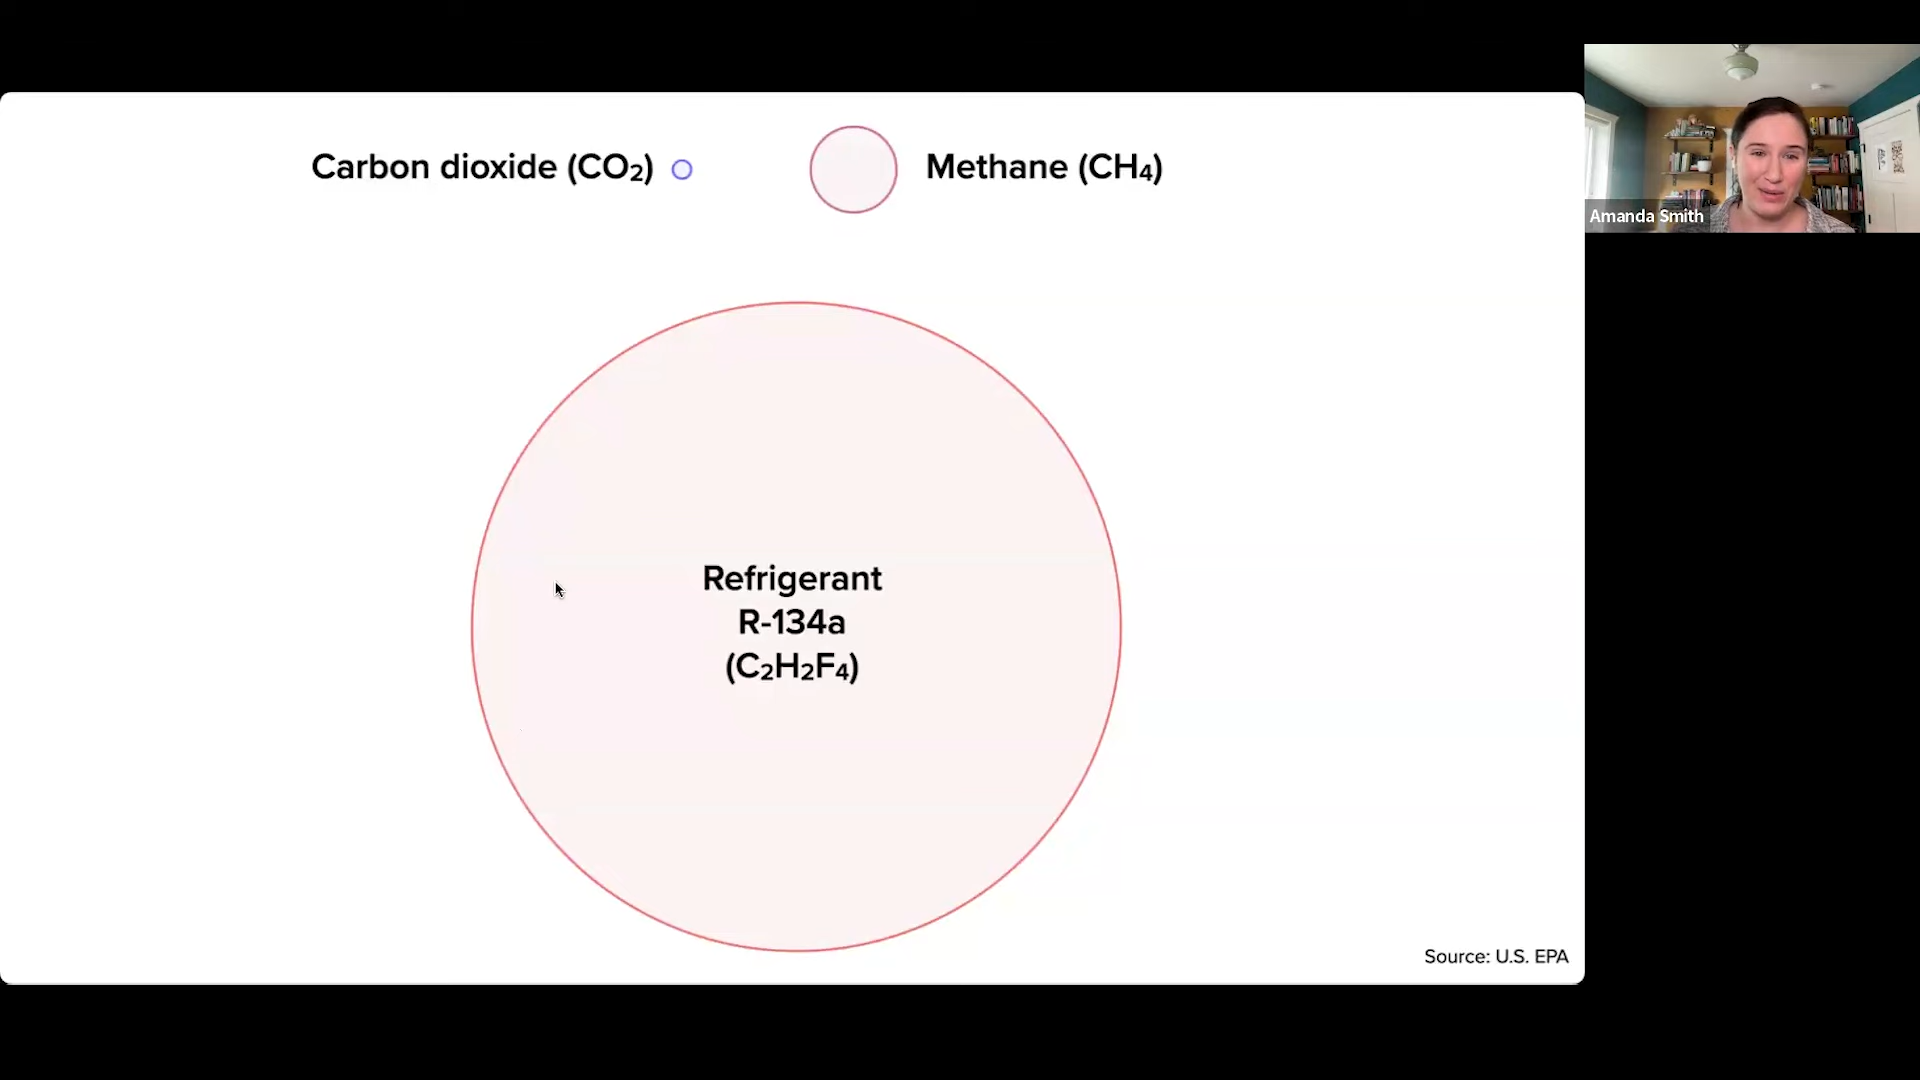 Carbon dioxide (CO₂)
Methane (CH₄)
Amanda Smith
Refrigerant
R-134a
(C₂H₂F₄)
Source: U.S. EPA